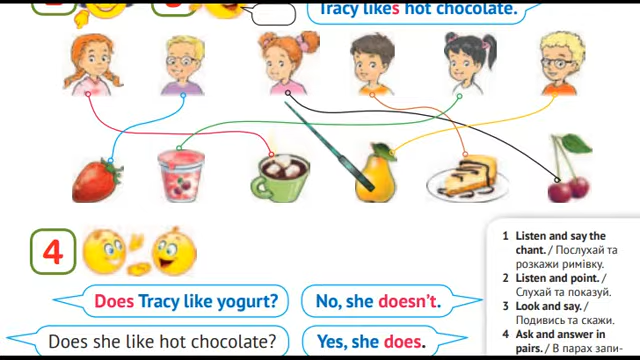 Tracy likes hot chocolate.
4
Does Tracy like yogurt?
No, she doesn't.
Does she like hot chocolate?
Yes, she does.
1 Listen and say the
chant. / Послухай та
розкажи римівку.
2 Listen and point. /
Слухай та показуй.
3 Look and say. /
Подивись та скажи.
4 Ask and answer in
pairs. / В парах запи-